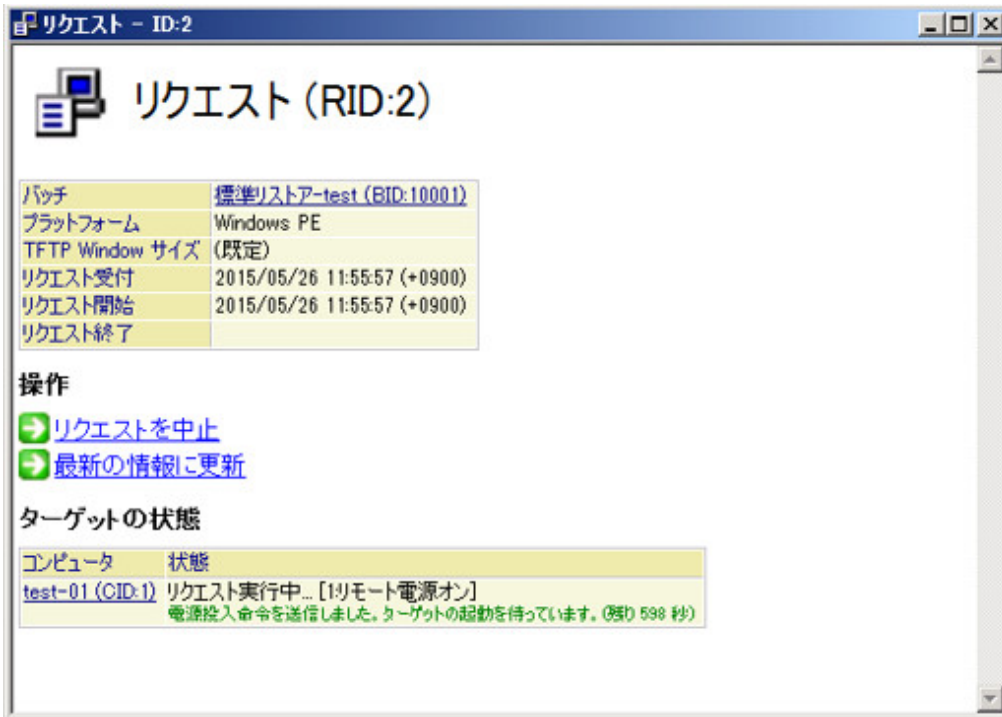 リクエスト - ID:2
リクエスト (RID:2)
バッチ 標準リストアーtest (BID:10001)
プラットフォーム Windows PE
TFTP Window サイズ (既定)
リクエスト受付 2015/05/26 11:55:57 (+0900)
リクエスト開始 2015/05/26 11:55:57 (+0900)
リクエスト終了
操作
リクエストを中止
最新の情報に更新
ターゲットの状態
コンピュータ 状態
test-01 (CID:1) リクエスト実行中... [1:リモート電源オン]
電源投入命令を送信しました。ターゲットの起動を待っています。(残り 598 秒)